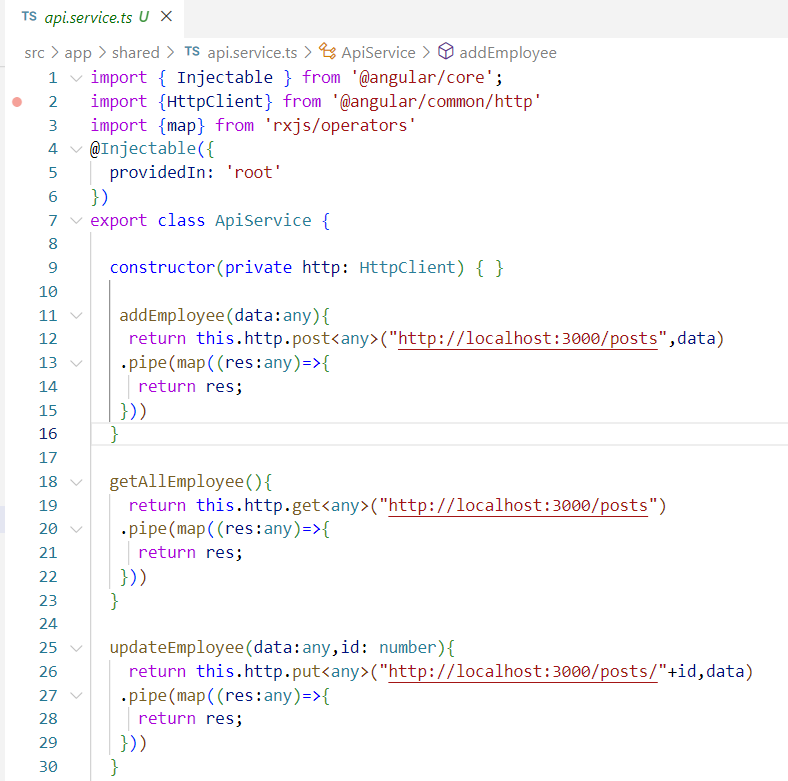 TS api.service.ts U ×
src > app > shared > TS api.service.ts > ApiService > addEmployee
1 import { Injectable } from '@angular/core';
2 import {HttpClient} from '@angular/common/http'
3 import {map} from 'rxjs/operators'
4 @Injectable({
5   providedIn: 'root'
6 })
7 export class ApiService {
8
9   constructor(private http: HttpClient) { }
10
11    addEmployee(data:any){
12     return this.http.post<any>("http://localhost:3000/posts",data)
13    .pipe(map((res:any)=>{
14      return res;
15    }))
16   }
17
18   getAllEmployee(){
19     return this.http.get<any>("http://localhost:3000/posts")
20    .pipe(map((res:any)=>{
21      return res;
22    }))
23   }
24
25   updateEmployee(data:any,id: number){
26     return this.http.put<any>("http://localhost:3000/posts/"+id,data)
27    .pipe(map((res:any)=>{
28      return res;
29    }))
30   }